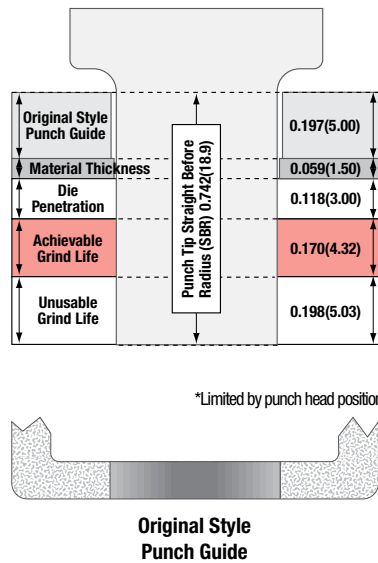 Original Style
Punch Guide
0.197(5.00)
Material Thickness
0.059(1.50)
Die
Penetration
0.118(3.00)
Achievable
Grind Life
0.170(4.32)
Unusable
Grind Life
0.198(5.03)
Punch Tip Straight Before
Radius (SBR) 0.742(18.9)
*Limited by punch head position
Original Style
Punch Guide